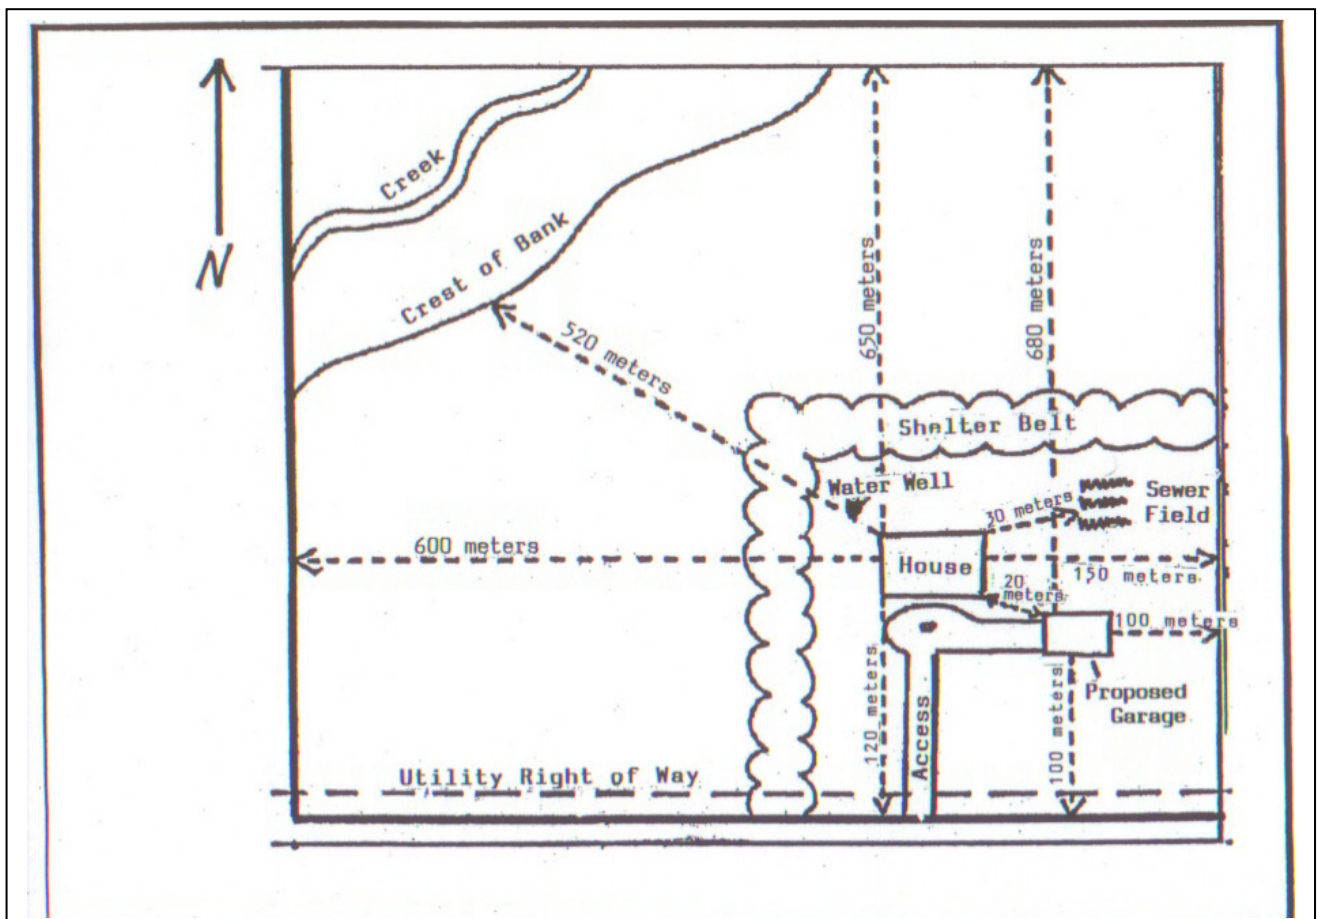 N
Creek
Crest of Bank
520 meters
650 meters
680 meters
Shelter Belt
Water Well
30 meters
Sewer
Field
600 meters
House
150 meters
20
meters
100 meters
120 meters
Access
100 meters
Proposed
Garage
Utility Right of Way